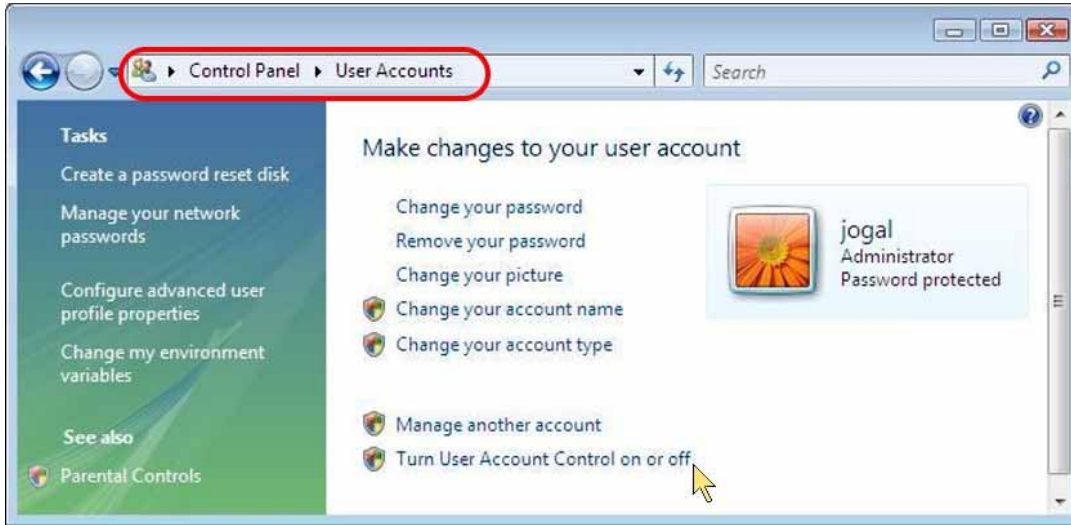 Control Panel
User Accounts
Search
Tasks
Create a password reset disk
Manage your network
passwords
Configure advanced user
profile properties
Change my environment
variables
See also
Parental Controls
Make changes to your user account
Change your password
Remove your password
Change your picture
Change your account name
Change your account type
Manage another account
Turn User Account Control on or off
jogal
Administrator
Password protected